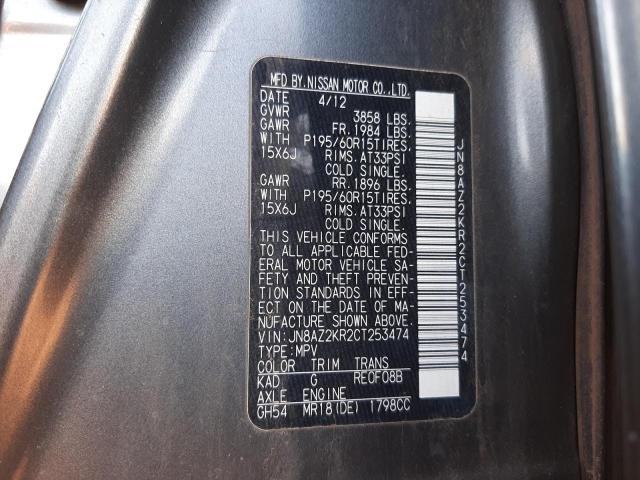 MFD BY.NISSAN MOTOR CO.,LTD.
DATE 4/12
GVWR 3858 LBS.
GAWR FR.1984 LBS.
WITH P195/60R15TIRES,
15X6J RIMS.AT33PSI
COLD SINGLE.
GAWR RR.1896 LBS.
WITH P195/60R15TIRES,
15X6J RIMS.AT33PSI
COLD SINGLE.
THIS VEHICLE CONFORMS
TO ALL APPLICABLE FED-
ERAL MOTOR VEHICLE SA-
FETY AND THEFT PREVEN-
TION STANDARDS IN EFF-
ECT ON THE DATE OF MA-
NUFACTURE SHOWN ABOVE.
VIN:JN8AZ2KR2CT253474
TYPE:MPV
COLOR TRIM TRANS
KAD G RE0F08B
AXLE ENGINE
GH54 MR18(DE) 1798CC
JN8AZ2KR2CT253474